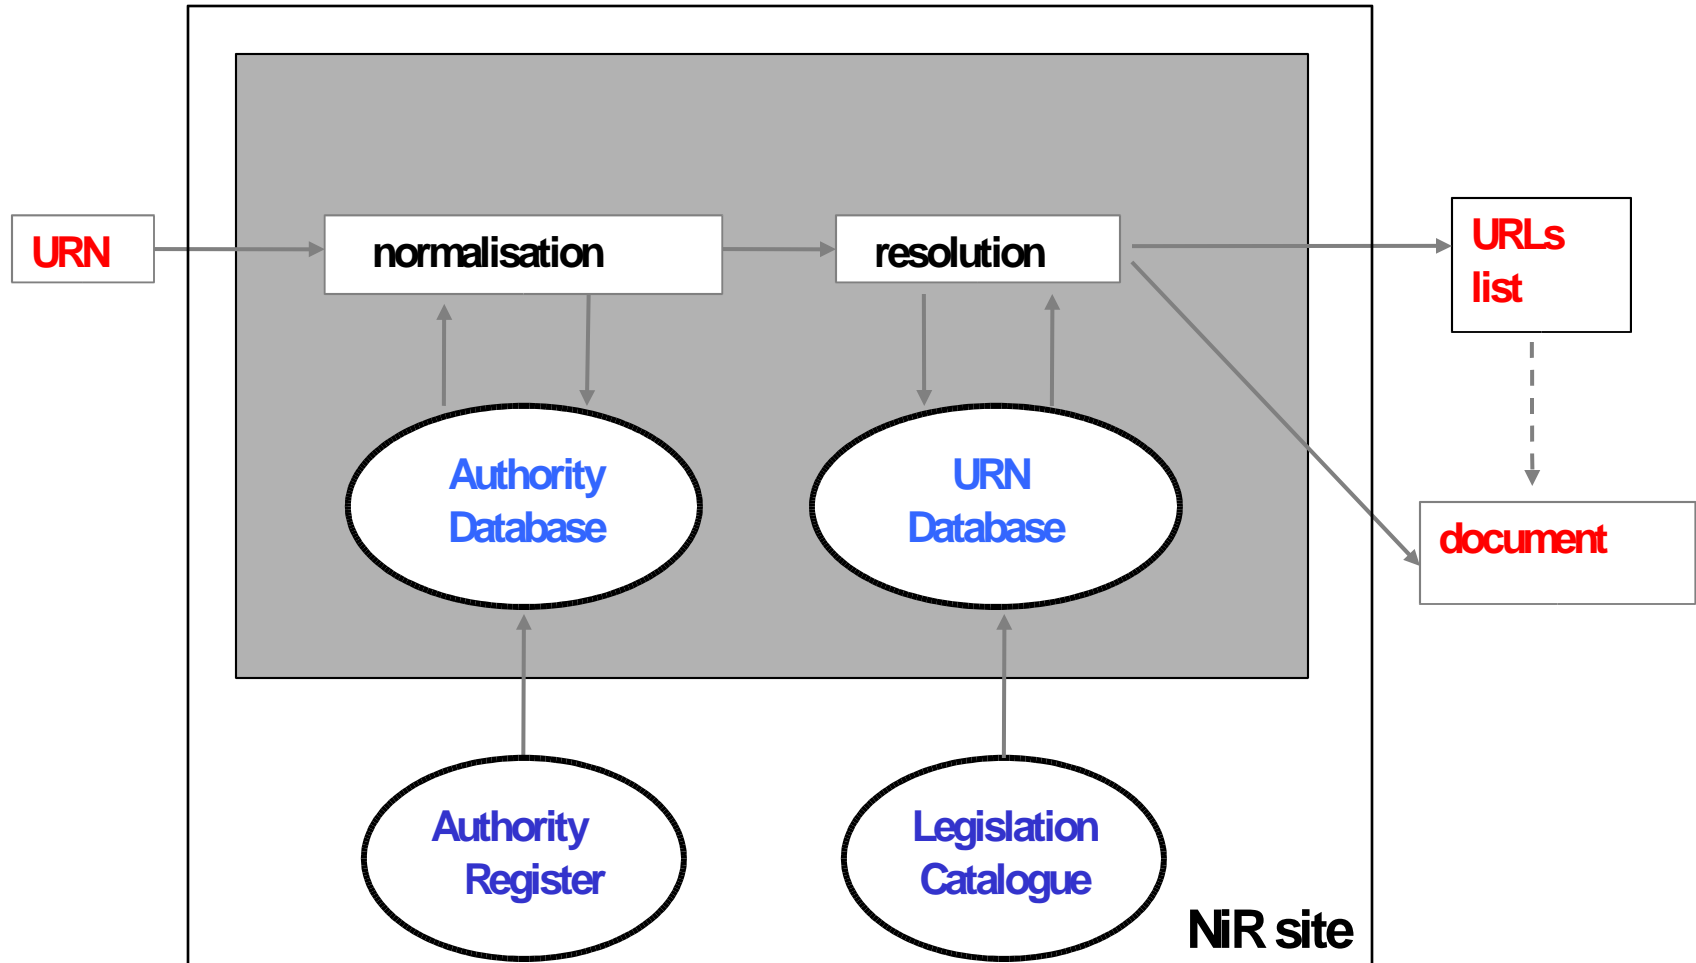 URN
normalisation
resolution
URLs
list
Authority
Database
URN
Database
document
Authority
Register
Legislation
Catalogue
NiR site